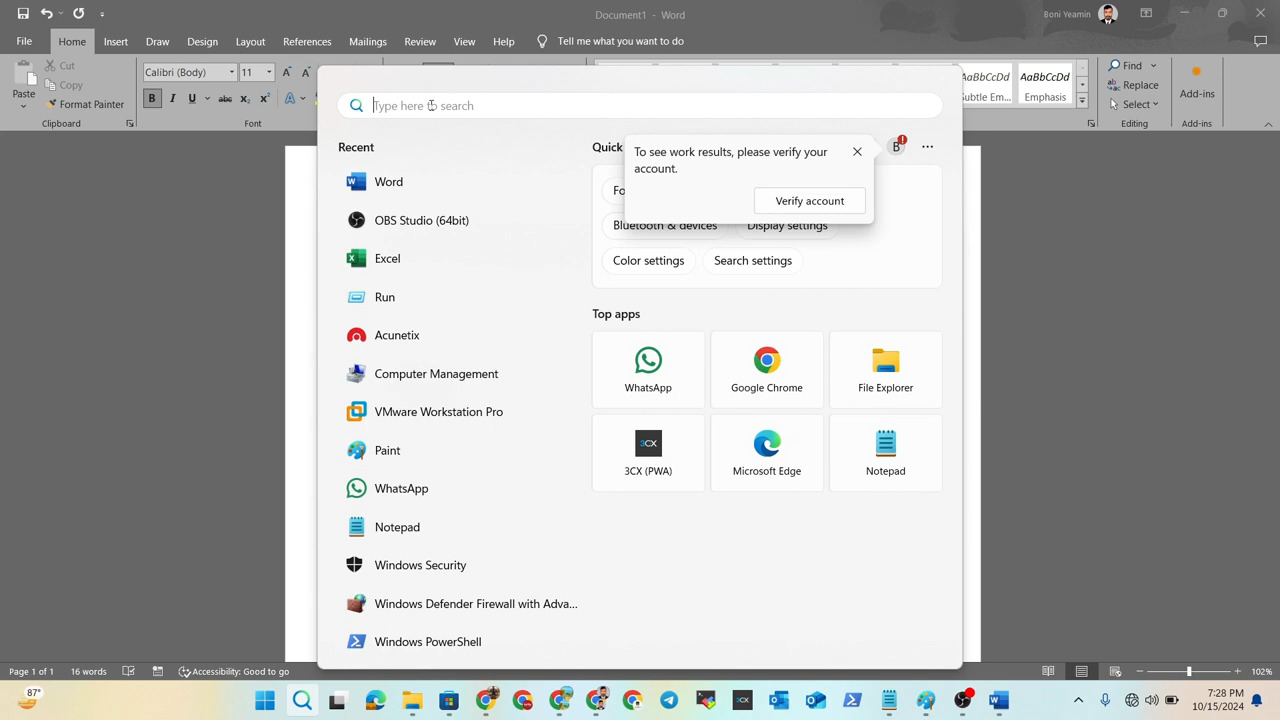 Document1 - Word
Boni Yeamin
File Home Insert Draw Design Layout References Mailings Review View Help Tell me what you want to do
Paste
Cut
Copy
Format Painter
Clipboard
Calibri (Body) 11
B I U abc x₂ x² A
Font
AaBbCcDd AaBbCcDd
Subtle Em... Emphasis
Find
Replace
Select
Editing
Add-ins
Add-ins
Type here to search
Recent
Word
OBS Studio (64bit)
Excel
Run
Acunetix
Computer Management
VMware Workstation Pro
Paint
WhatsApp
Notepad
Windows Security
Windows Defender Firewall with Adva...
Windows PowerShell
Quick
B
To see work results, please verify your
account.
Verify account
Fo
Bluetooth & devices Display settings
Color settings Search settings
Top apps
WhatsApp Google Chrome File Explorer
3CX
3CX (PWA) Microsoft Edge Notepad
Page 1 of 1 16 words Accessibility: Good to go 102%
87°
3CX
7:28 PM
10/15/2024